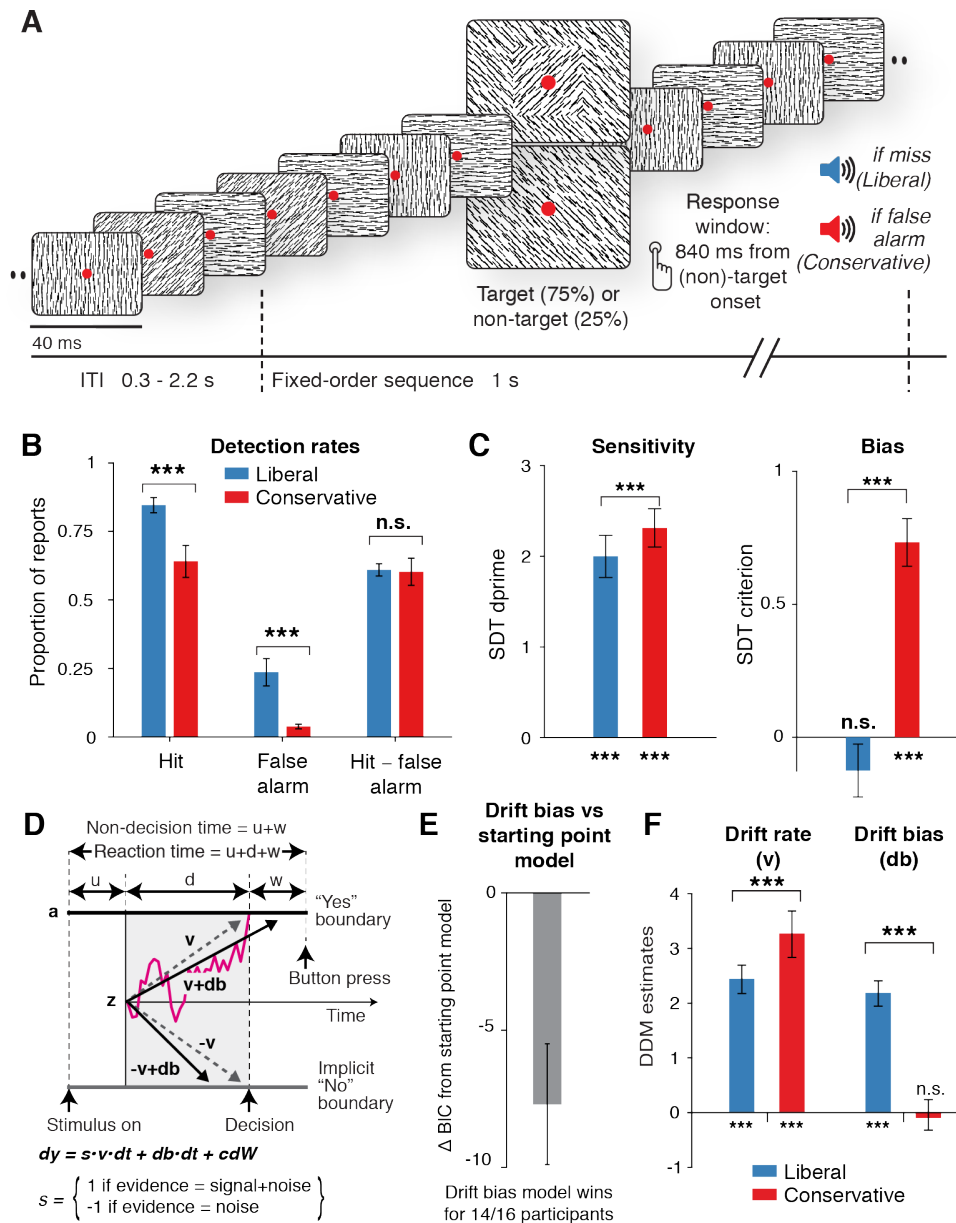 A
if miss
(Liberal)
if false
alarm
(Conservative)
Response
window:
840 ms from
(non)-target
onset
Target (75%) or
non-target (25%)
40 ms
ITI 0.3 - 2.2 s
Fixed-order sequence 1 s
B
Detection rates
Liberal
Conservative
Proportion of reports
1
0.75
0.5
0.25
0
***
***
n.s.
Hit
False
alarm
Hit – false
alarm
C
Sensitivity
SDT dprime
3
2
1
0
***
*** ***
Bias
SDT criterion
1
0.5
0
***
n.s.
***
D
Non-decision time = u+w
Reaction time = u+d+w
u d w
a
"Yes"
boundary
v
v+db
Button press
z
Time
-v
-v+db
Implicit
"No"
boundary
Stimulus on
Decision
dy = s·v·dt + db·dt + cdW
s = { 1 if evidence = signal+noise
-1 if evidence = noise }
E
Drift bias vs
starting point
model
Δ BIC from starting point model
0
-5
-10
Drift bias model wins
for 14/16 participants
F
Drift rate
(v)
Drift bias
(db)
DDM estimates
4
3
2
1
0
-1
***
***
n.s.
*** *** ***
Liberal
Conservative